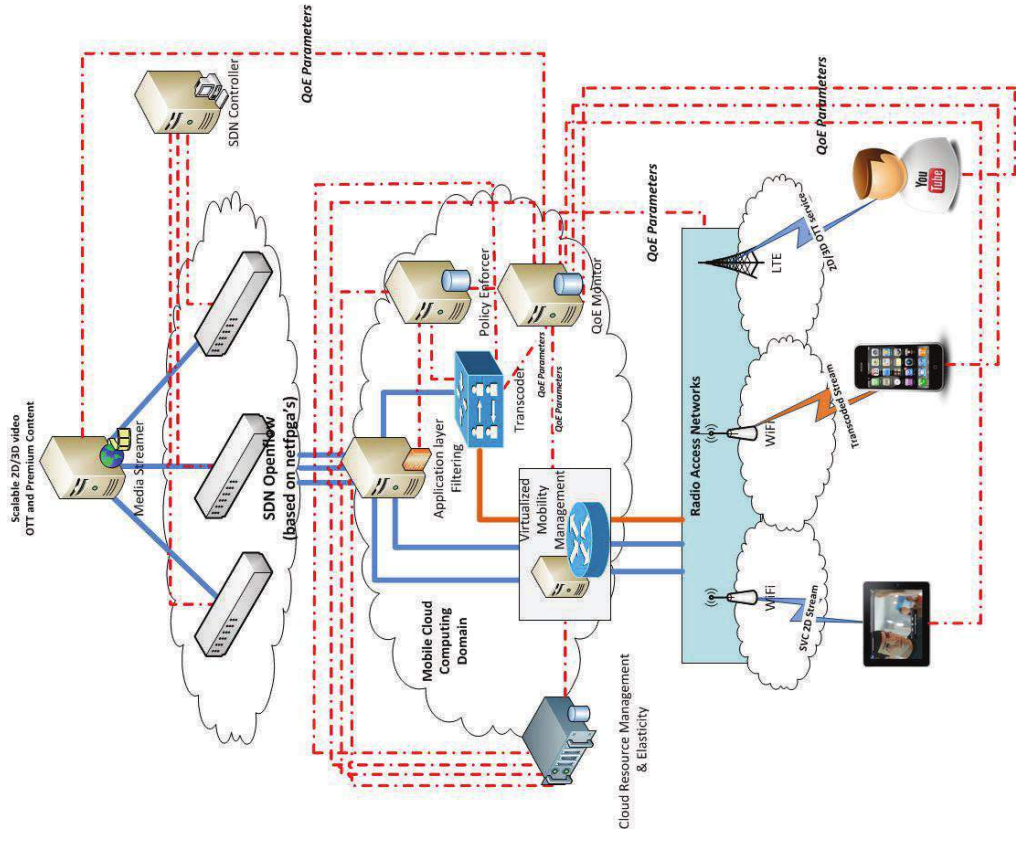 Scalable 2D/3D video
OTT and Premium Content
Media Streamer
SDN Controller
QoE Parameters
SDN Openflow
(based on netfpga's)
Application layer
Filtering
Policy Enforcer
Transcoder
QoE Monitor
QoE Parameters
QoE Parameters
Mobile Cloud
Computing
Domain
Virtualized
Mobility
Management
Cloud Resource Management
& Elasticity
QoE Parameters
QoE Parameters
Radio Access Networks
WiFi
WiFi
LTE
SVC 2D Stream
Transcoded Stream
2D/3D OTT service
You
Tube